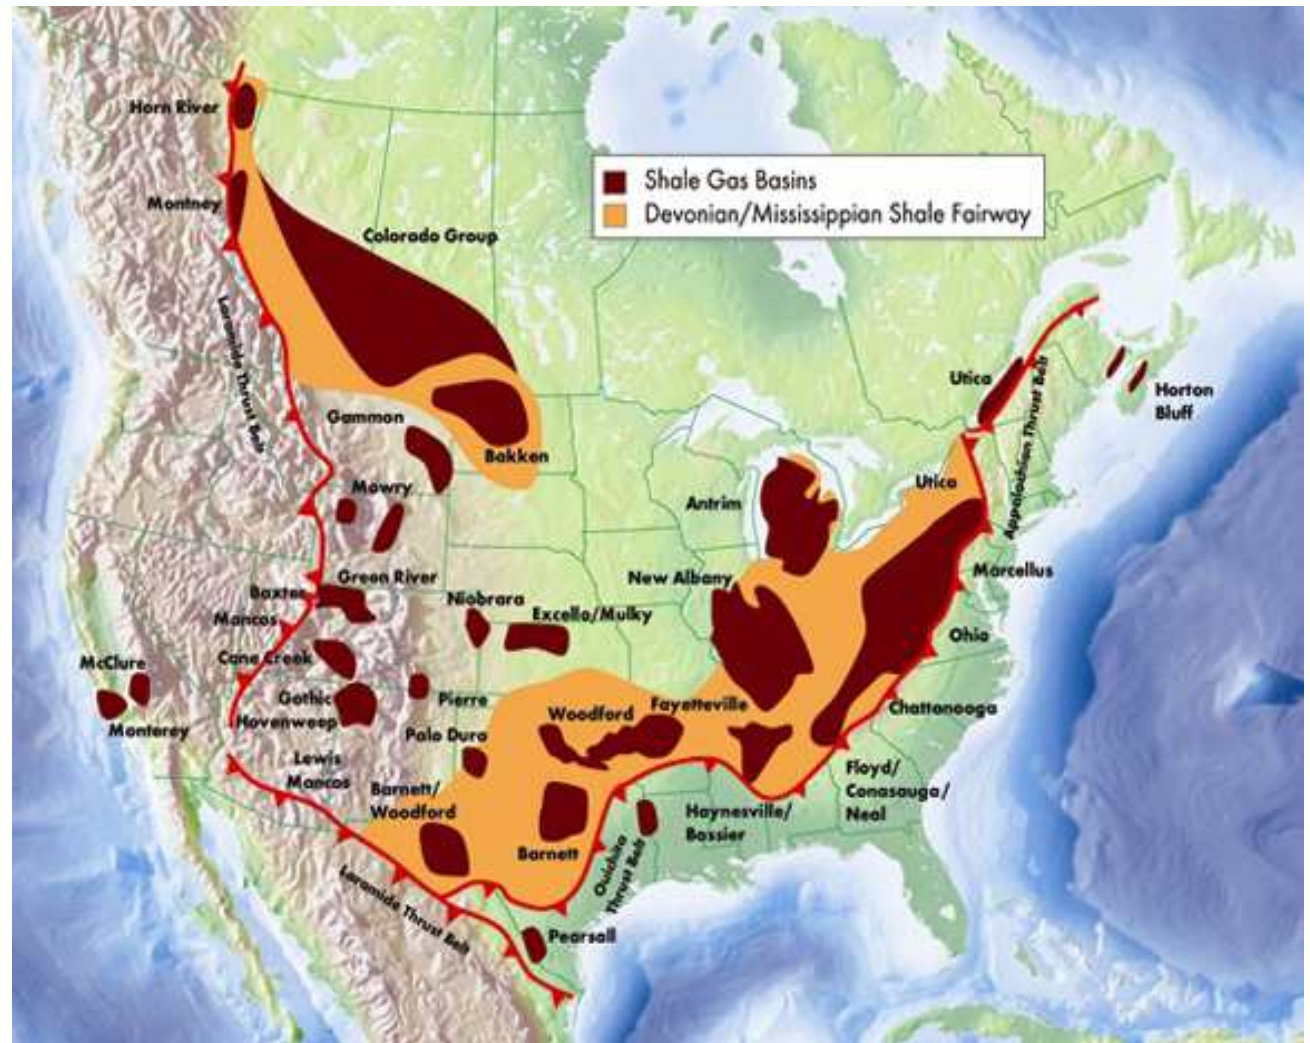 Horn River
Shale Gas Basins
Devonian/Mississippian Shale Fairway
Montney
Colorado Group
Laramide Thrust Belt
Utica
Appalachian Thrust Belt
Horton
Bluff
Gammon
Bakken
Utica
Mowry
Antrim
Marcellus
Green River
New Albany
Baxter
Niobrara
Excello/Mulky
Mancos
Ohio
McClure
Cane Creek
Gothic
Pierre
Fayetteville
Woodford
Chattanooga
Monterey
Hovenweep
Palo Duro
Lewis
Mancos
Floyd/
Conasauga/
Neal
Barnett/
Woodford
Haynesville/
Bossier
Barnett
Ouichita
Thrust Belt
Laramide Thrust Belt
Pearsall